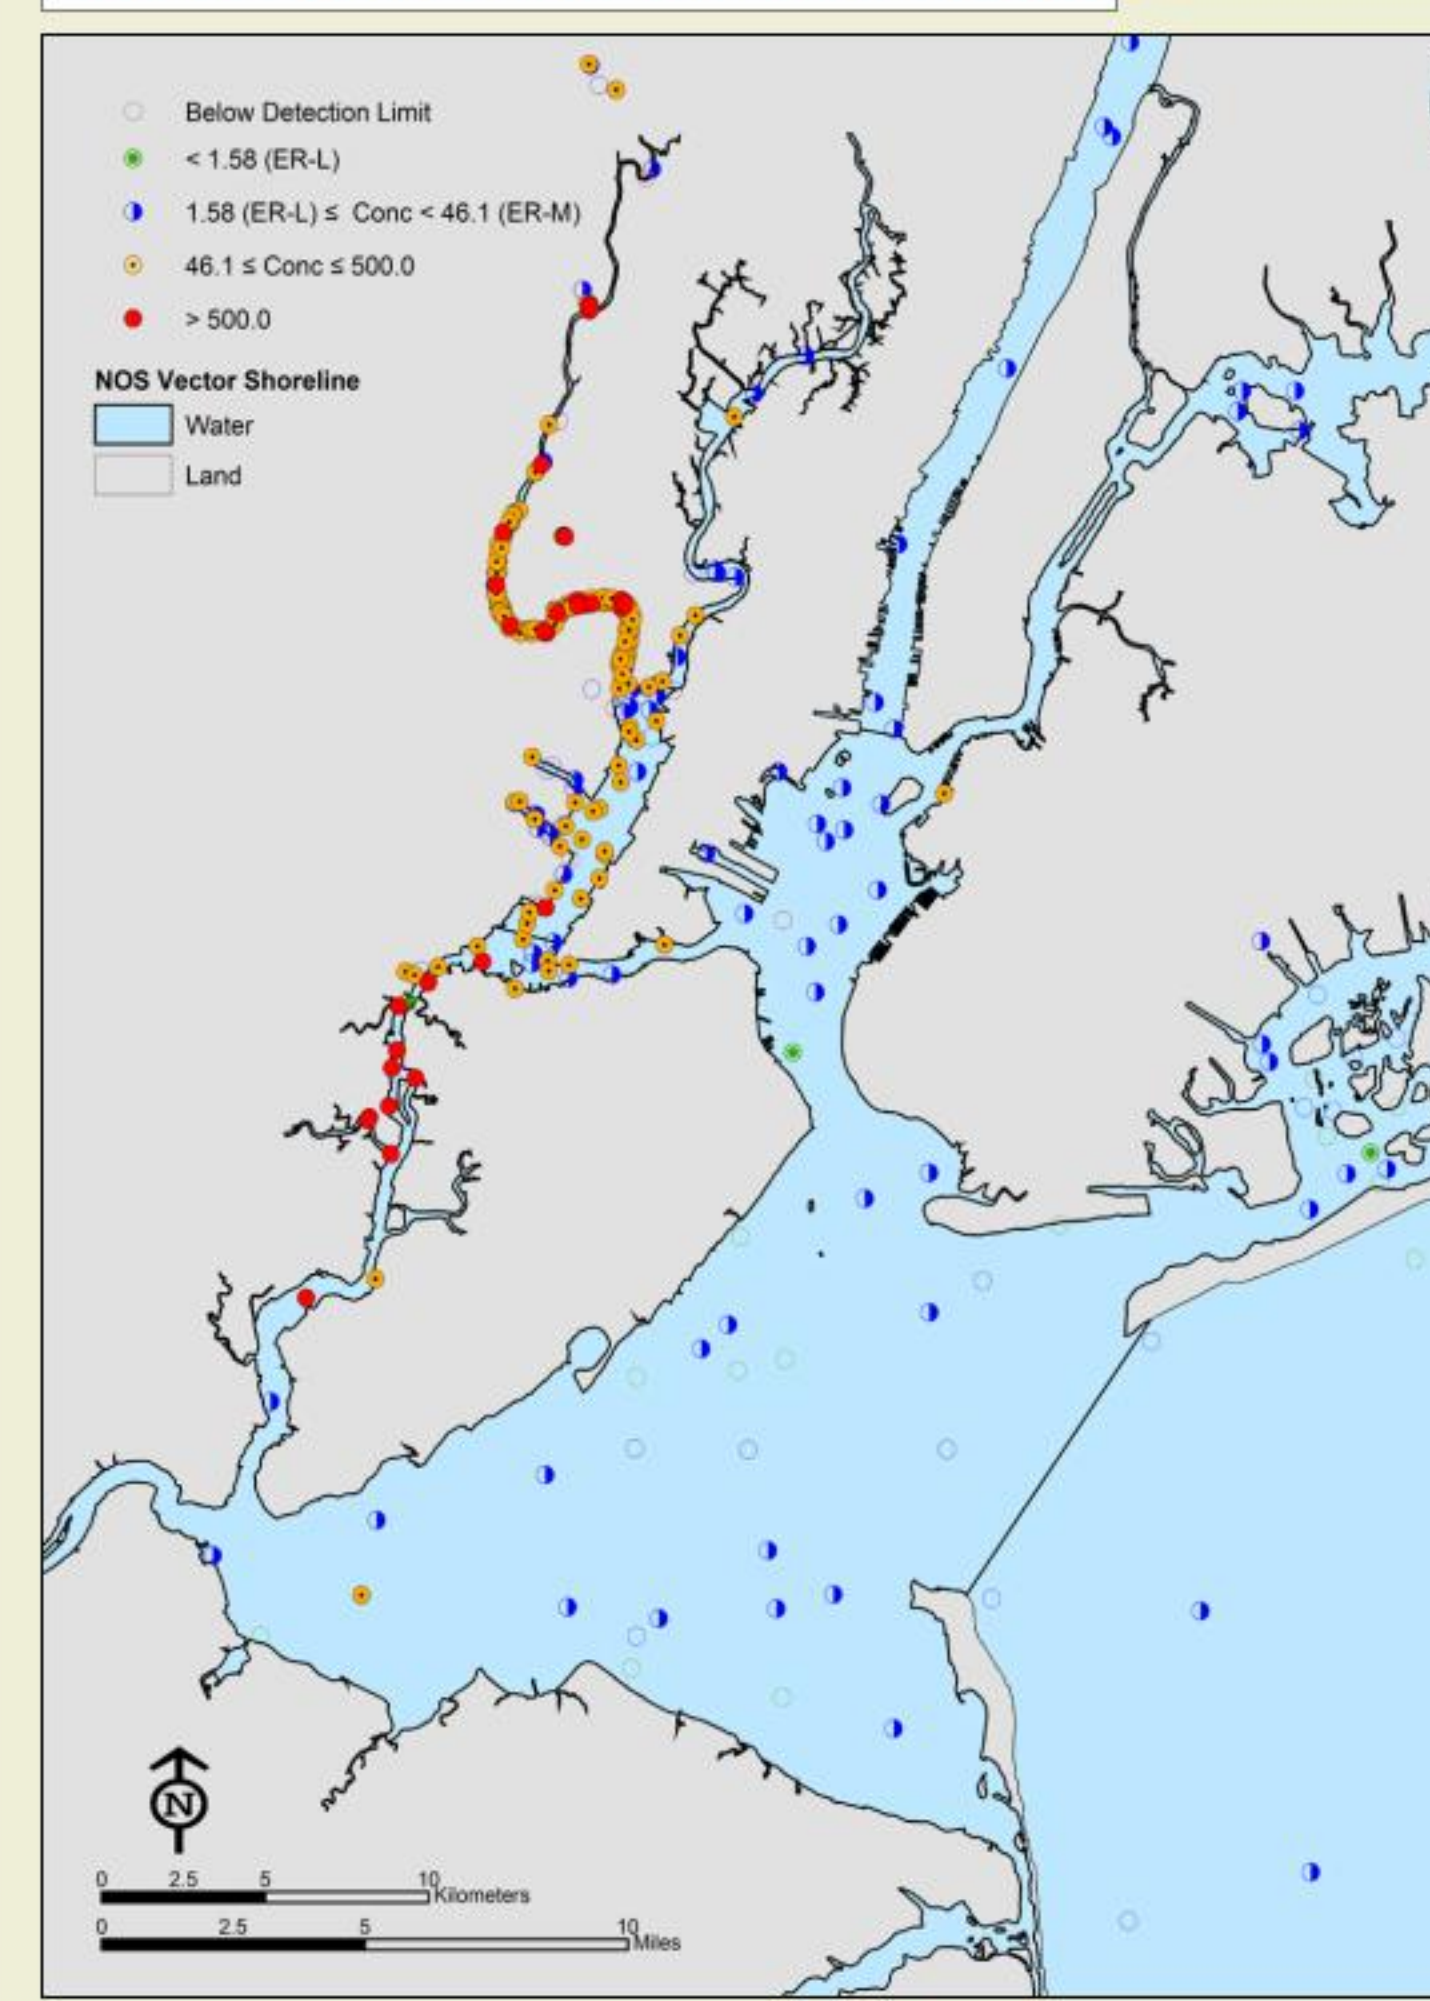 Below Detection Limit
< 1.58 (ER-L)
1.58 (ER-L) ≤ Conc < 46.1 (ER-M)
46.1 ≤ Conc ≤ 500.0
> 500.0
NOS Vector Shoreline
Water
Land
N
0 2.5 5 10 Kilometers
0 2.5 5 10 Miles